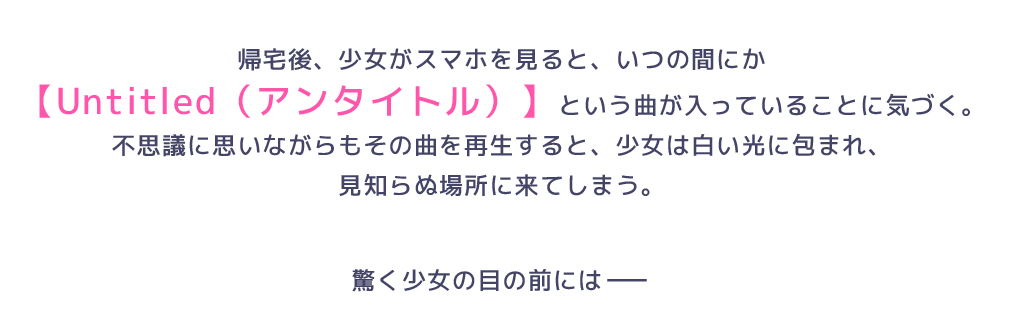 帰宅後、少女がスマホを見ると、いつの間にか
【Untitled（アンタイトル）】という曲が入っていることに気づく。
不思議に思いながらもその曲を再生すると、少女は白い光に包まれ、
見知らぬ場所に来てしまう。
驚く少女の目の前には――